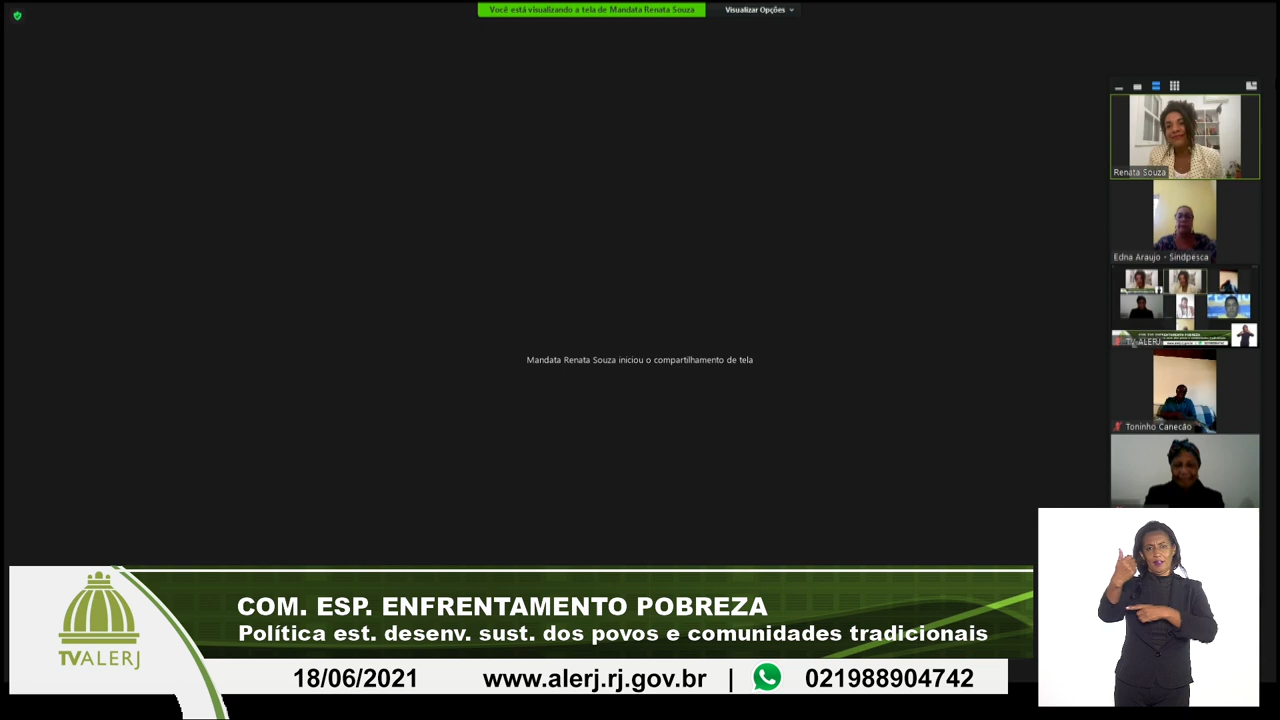 Você está visualizando a tela de Mandata Renata Souza
Visualizar Opções
Renata Souza
Edna Araujo - Sindpesca
TV ALERJ
Mandata Renata Souza iniciou o compartilhamento de tela
Toninho Canecão
COM. ESP. ENFRENTAMENTO POBREZA
Política est. desenv. sust. dos povos e comunidades tradicionais
TVALERJ
18/06/2021 www.alerj.rj.gov.br | 021988904742